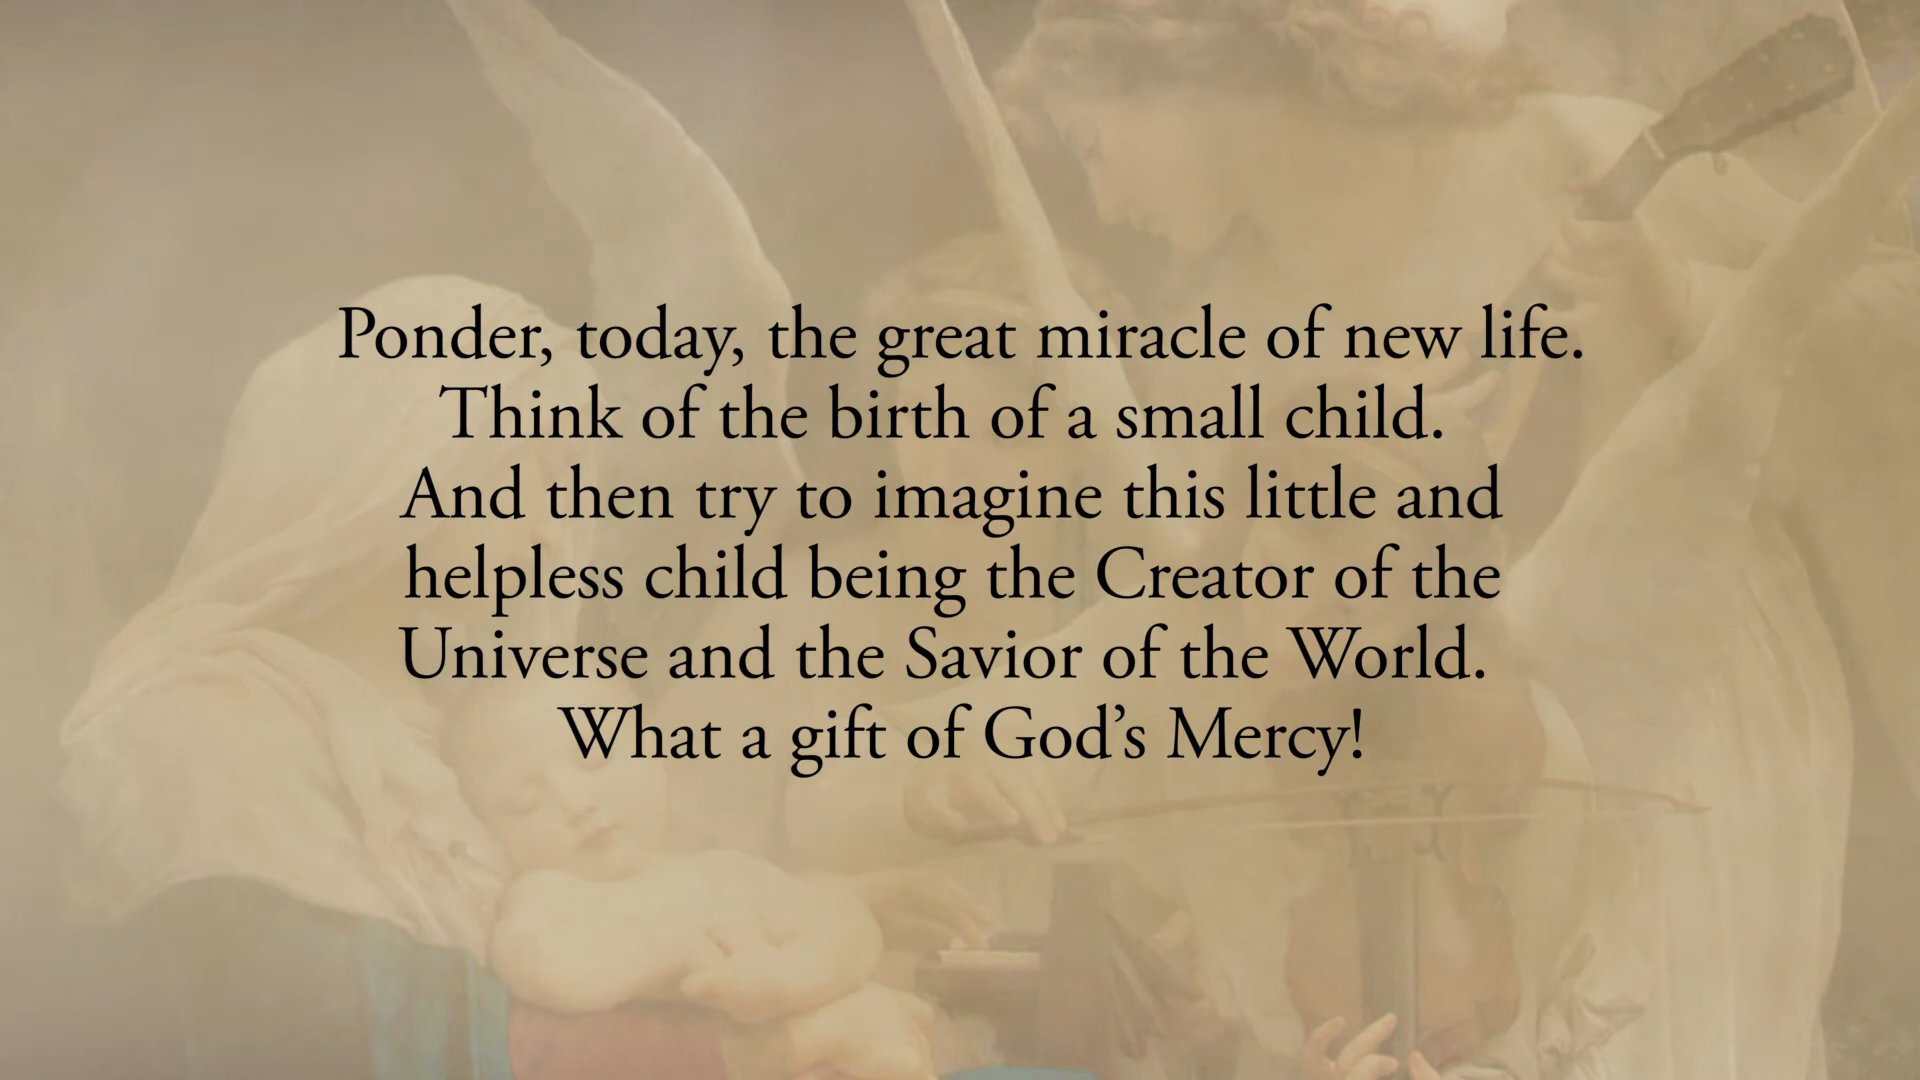 Ponder, today, the great miracle of new life.
Think of the birth of a small child.
And then try to imagine this little and
helpless child being the Creator of the
Universe and the Savior of the World.
What a gift of God’s Mercy!